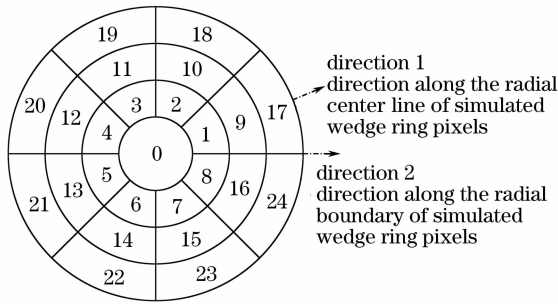 19 18
11 10
20 12 3 2 9 17
4 1
0
5 8
21 13 6 7 16 24
14 15
22 23
direction 1
direction along the radial
center line of simulated
wedge ring pixels
direction 2
direction along the radial
boundary of simulated
wedge ring pixels